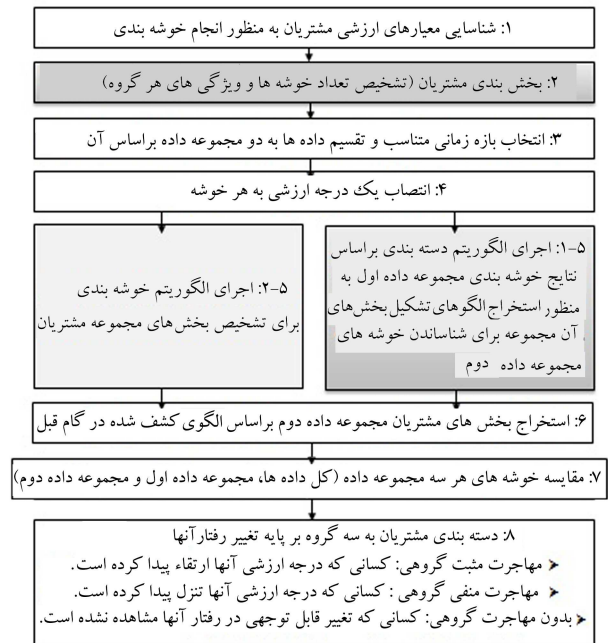 ۱: شناسایی معیارهای ارزشی مشتریان به منظور انجام خوشه بندی
۲: بخش بندی مشتریان (تشخیص تعداد خوشه ها و ویژگی های هر گروه)
۳: انتخاب بازه زمانی متناسب و تقسیم داده ها به دو مجموعه داده براساس آن
۴: انتصاب یک درجه ارزشی به هر خوشه
۵-۱: اجرای الگوریتم دسته بندی براساس
نتایج خوشه بندی مجموعه داده اول به
منظور استخراج الگوهای تشکیل بخش‌های
آن مجموعه برای شناساندن خوشه های
مجموعه داده دوم
۵-۲: اجرای الگوریتم خوشه بندی
برای تشخیص بخش‌های مجموعه مشتریان
۶: استخراج بخش های مشتریان مجموعه داده دوم براساس الگوی کشف شده در گام قبل
۷: مقایسه خوشه های هر سه مجموعه داده (کل داده ها، مجموعه داده اول و مجموعه داده دوم)
۸: دسته بندی مشتریان به سه گروه بر پایه تغییر رفتارآنها
➢ مهاجرت مثبت گروهی: کسانی که درجه ارزشی آنها ارتقاء پیدا کرده است.
➢ مهاجرت منفی گروهی : کسانی که درجه ارزشی آنها تنزل پیدا کرده است.
➢ بدون مهاجرت گروهی: کسانی که تغییر قابل توجهی در رفتار آنها مشاهده نشده است.